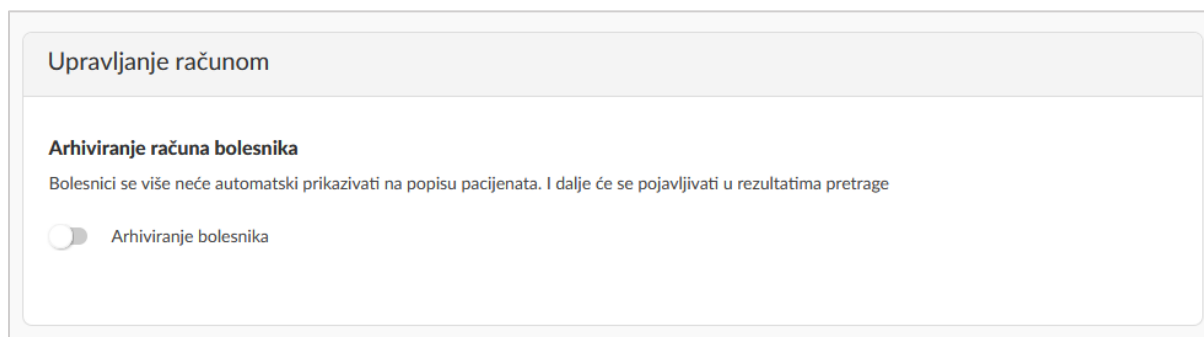 Upravljanje računom
Arhiviranje računa bolesnika
Bolesnici se više neće automatski prikazivati na popisu pacijenata. I dalje će se pojavljivati u rezultatima pretrage
Arhiviranje bolesnika